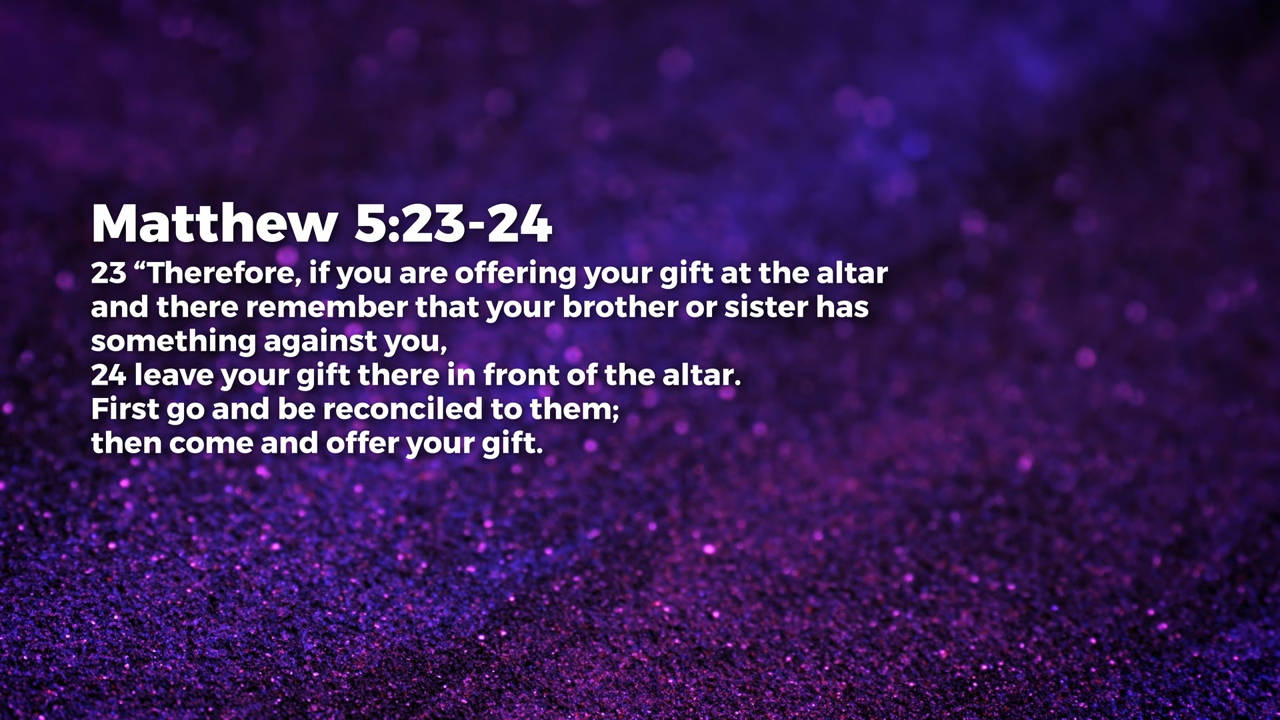 Matthew 5:23-24
23 “Therefore, if you are offering your gift at the altar
and there remember that your brother or sister has
something against you,
24 leave your gift there in front of the altar.
First go and be reconciled to them;
then come and offer your gift.